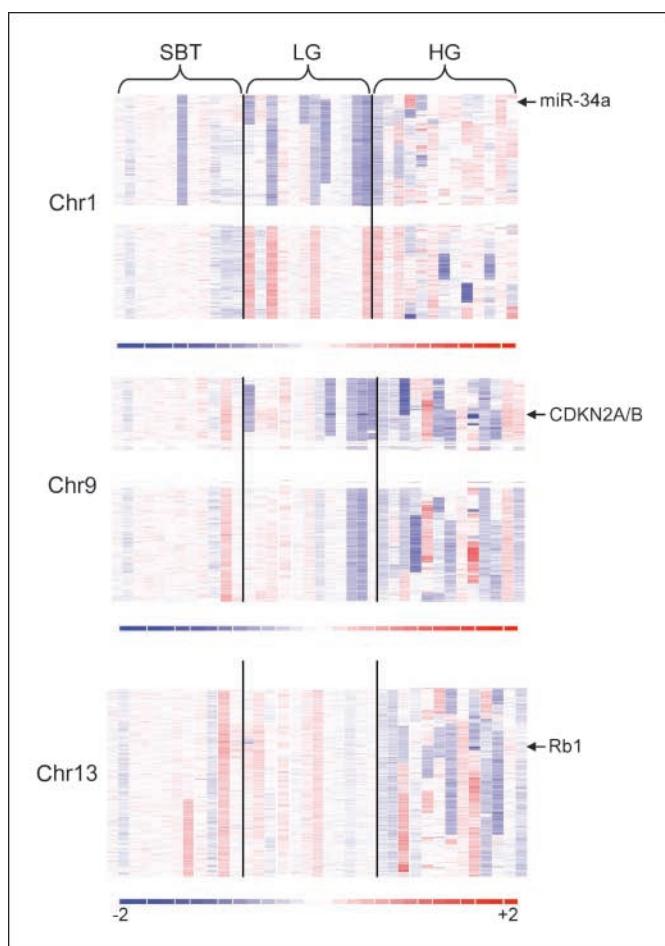 SBT LG HG
miR-34a
Chr1
CDKN2A/B
Chr9
Rb1
Chr13
-2 +2